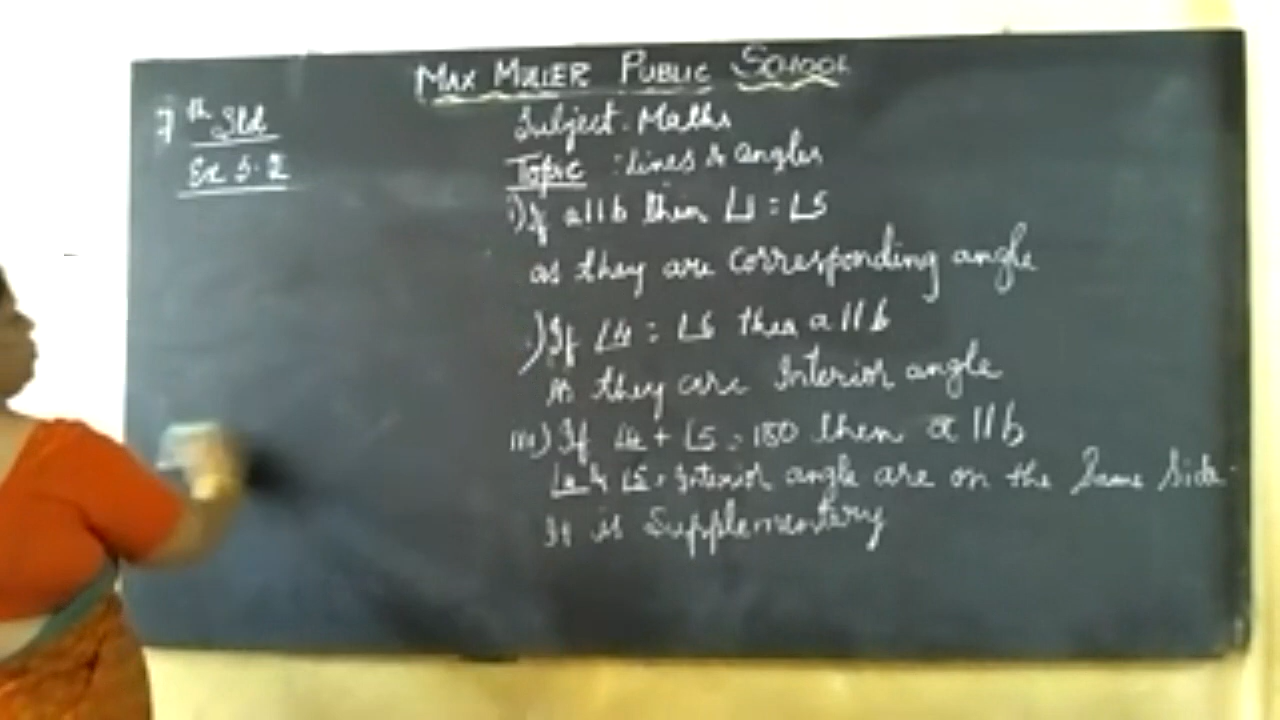 MAX MULLER PUBLIC SCHOOL
7th Std
Ex 5.2
Subject. Maths
Topic : Lines & angles
i) If a || b then ∠1 = ∠5
as they are corresponding angle
) If ∠4 = ∠6 then a || b
As they are Interior angle
iii) If ∠4 + ∠5 = 180 then a || b
∠4 & ∠5 = Interior angle are on the Same Side.
It is Supplementary